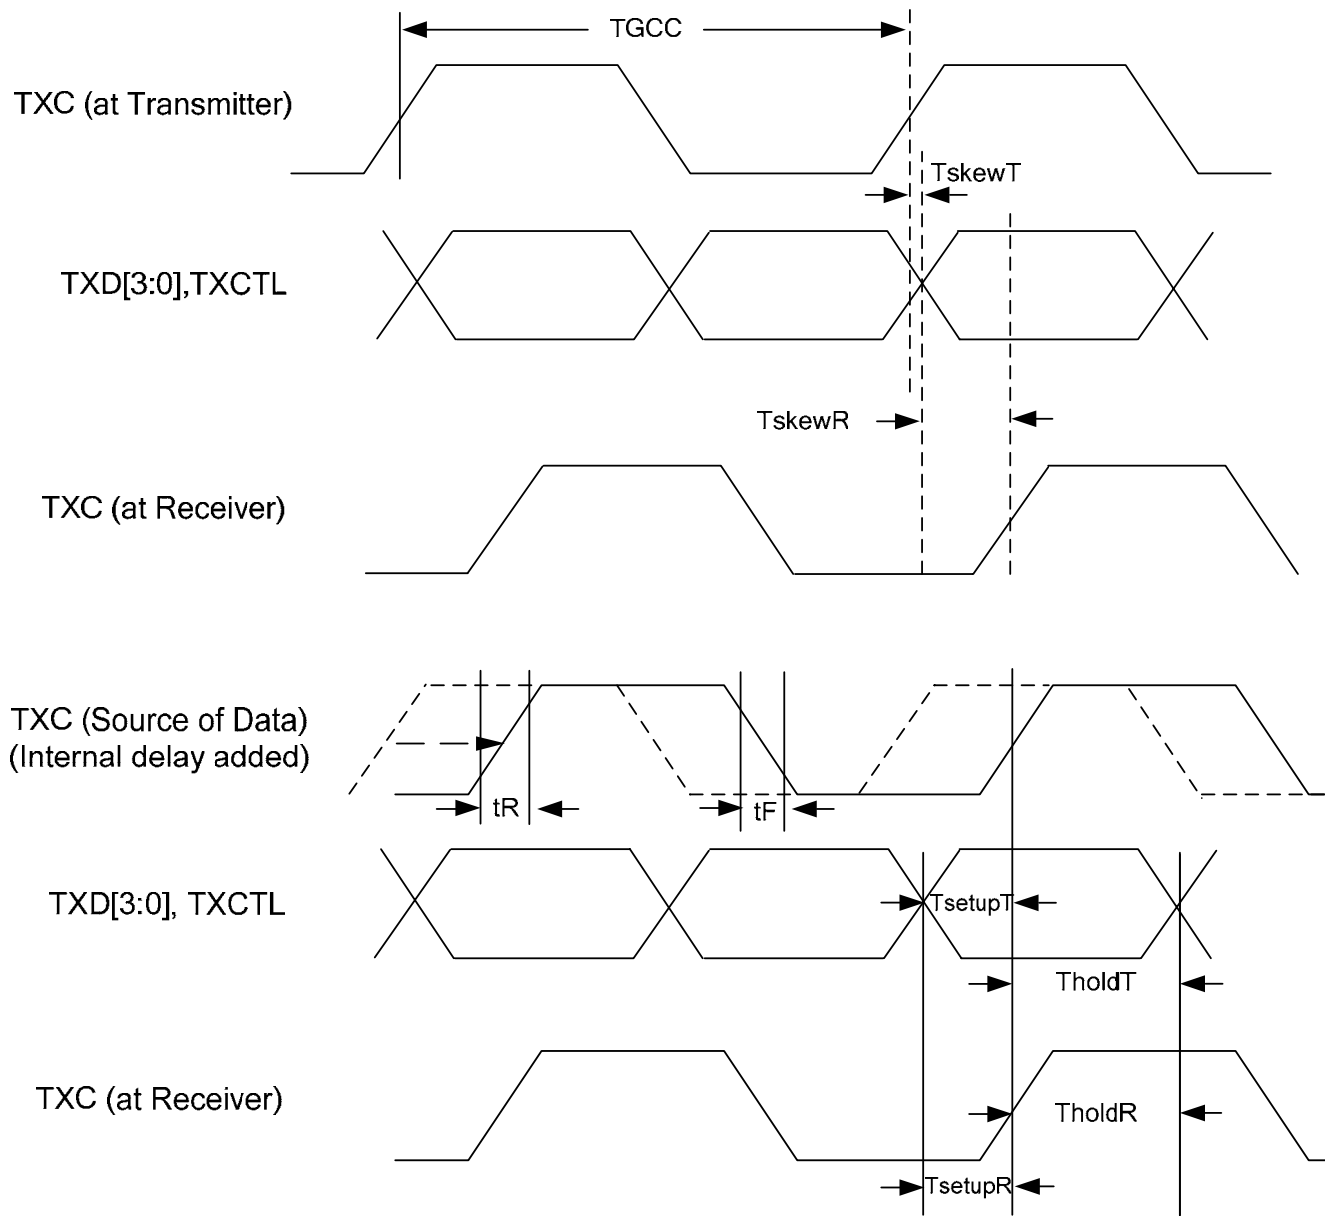 TGCC
TXC (at Transmitter)
TskewT
TXD[3:0],TXCTL
TskewR
TXC (at Receiver)
TXC (Source of Data)
(Internal delay added)
tR
tF
TXD[3:0], TXCTL
TsetupT
TholdT
TXC (at Receiver)
TholdR
TsetupR